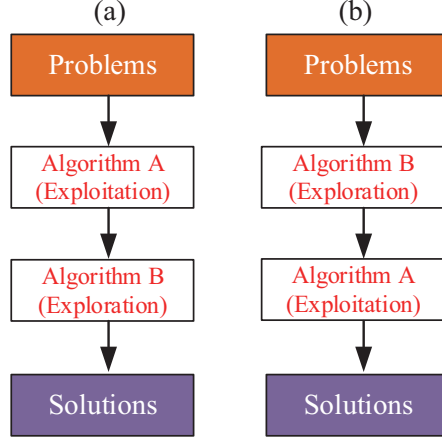 (a)
Problems
Algorithm A
(Exploitation)
Algorithm B
(Exploration)
Solutions
(b)
Problems
Algorithm B
(Exploration)
Algorithm A
(Exploitation)
Solutions